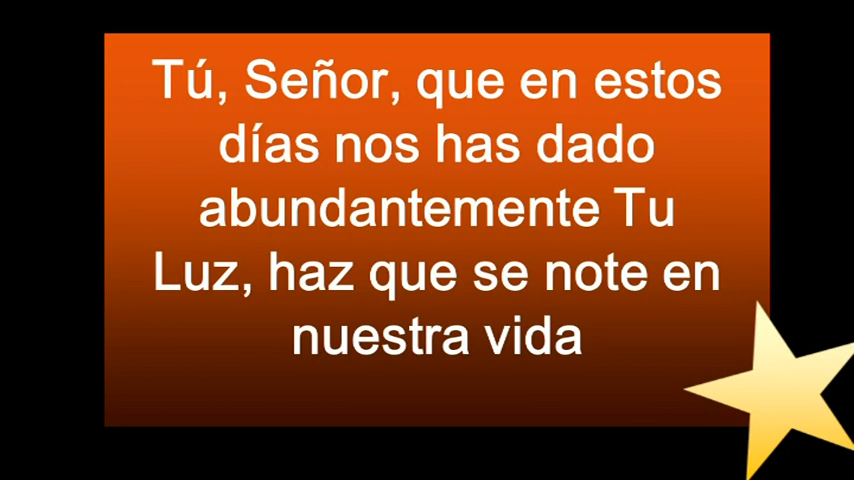 Tú, Señor, que en estos
días nos has dado
abundantemente Tu
Luz, haz que se note en
nuestra vida